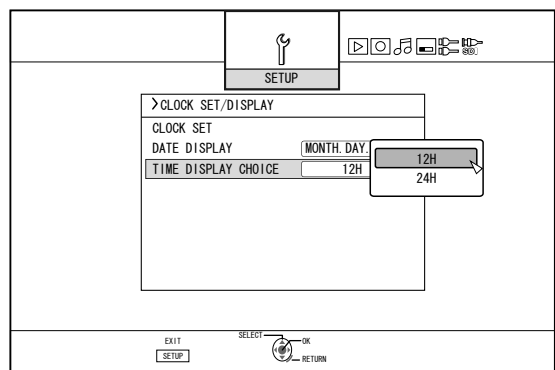 SDI
SETUP
>CLOCK SET/DISPLAY
CLOCK SET
DATE DISPLAY MONTH. DAY.
TIME DISPLAY CHOICE 12H
12H
24H
EXIT
SETUP
SELECT
OK
RETURN